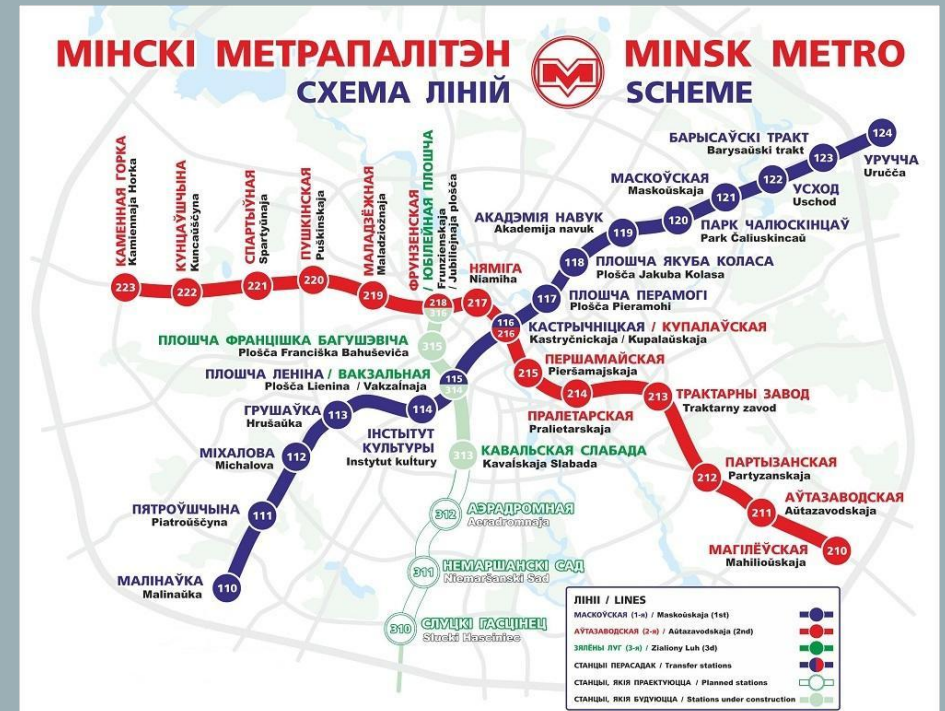 МІНСКІ МЕТРАПАЛІТЭН
СХЕМА ЛІНІЙ
MINSK METRO
SCHEME
124
УРУЧЧА
Uručča
БАРЫСАЎСКІ ТРАКТ
Barysaŭski trakt
123
122
УСХОД
Uschod
МАСКОЎСКАЯ
Maskoŭskaja
121
120
ПАРК ЧАЛЮСКІНЦАЎ
Park Čaliuskincaŭ
АКАДЭМІЯ НАВУК
Akademija navuk
119
118
ПЛОШЧА ЯКУБА КОЛАСА
Plošča Jakuba Kolasa
117
ПЛОШЧА ПЕРАМОГІ
Plošča Pieramohi
116
216
КАСТРЫЧНІЦКАЯ / КУПАЛАЎСКАЯ
Kastryčnickaja / Kupalaŭskaja
КАМЕННАЯ ГОРКА
Kamiennaja Horka
223
КУНЦАЎШЧЫНА
Kuncaŭščyna
222
СПАРТЫЎНАЯ
Spartyŭnaja
221
ПУШКІНСКАЯ
Puškinskaja
220
МАЛАДЗЁЖНАЯ
Maladziožnaja
219
ФРУНЗЕНСКАЯ
/ ЮБІЛЕЙНАЯ ПЛОШЧА
Frunzienskaja
/ Jubiliejnaja plošča
218
316
НЯМІГА
Niamiha
217
ПЛОШЧА ФРАНЦІШКА БАГУШЭВІЧА
Plošča Franciška Bahuševiča
315
ПЛОШЧА ЛЕНІНА / ВАКЗАЛЬНАЯ
Plošča Lienina / Vakzaĺnaja
115
314
ПЕРШАМАЙСКАЯ
Pieršamajskaja
215
214
ПРАЛЕТАРСКАЯ
Pralietarskaja
213
ТРАКТАРНЫ ЗАВОД
Traktarny zavod
212
ПАРТЫЗАНСКАЯ
Partyzanskaja
211
АЎТАЗАВОДСКАЯ
Aŭtazavodskaja
МАГІЛЁЎСКАЯ
Mahilioŭskaja
210
114
ІНСТЫТУТ
КУЛЬТУРЫ
Instytut kuĺtury
ГРУШАЎКА
Hrušaŭka
113
МІХАЛОВА
Michalova
112
ПЯТРОЎШЧЫНА
Piatroŭščyna
111
МАЛІНАЎКА
Malinaŭka
110
313
КАВАЛЬСКАЯ СЛАБАДА
Kavaĺskaja Slabada
312
АЭРАДРОМНАЯ
Aeradromnaja
311
НЕМАРШАНСКІ САД
Niemaršanski Sad
310
СЛУЦКІ ГАСЦІНЕЦ
Slucki Hasciniec
ЛІНІІ / LINES
МАСКОЎСКАЯ (1-я) / Maskoŭskaja (1st)
АЎТАЗАВОДСКАЯ (2-я) / Aŭtazavodskaja (2nd)
ЗЯЛЁНЫ ЛУГ (3-я) / Zialiony Luh (3d)
СТАНЦЫІ ПЕРАСАДАК / Transfer stations
СТАНЦЫІ, ЯКІЯ ПРАЕКТУЮЦЦА / Planned stations
СТАНЦЫІ, ЯКІЯ БУДУЮЦЦА / Stations under construction